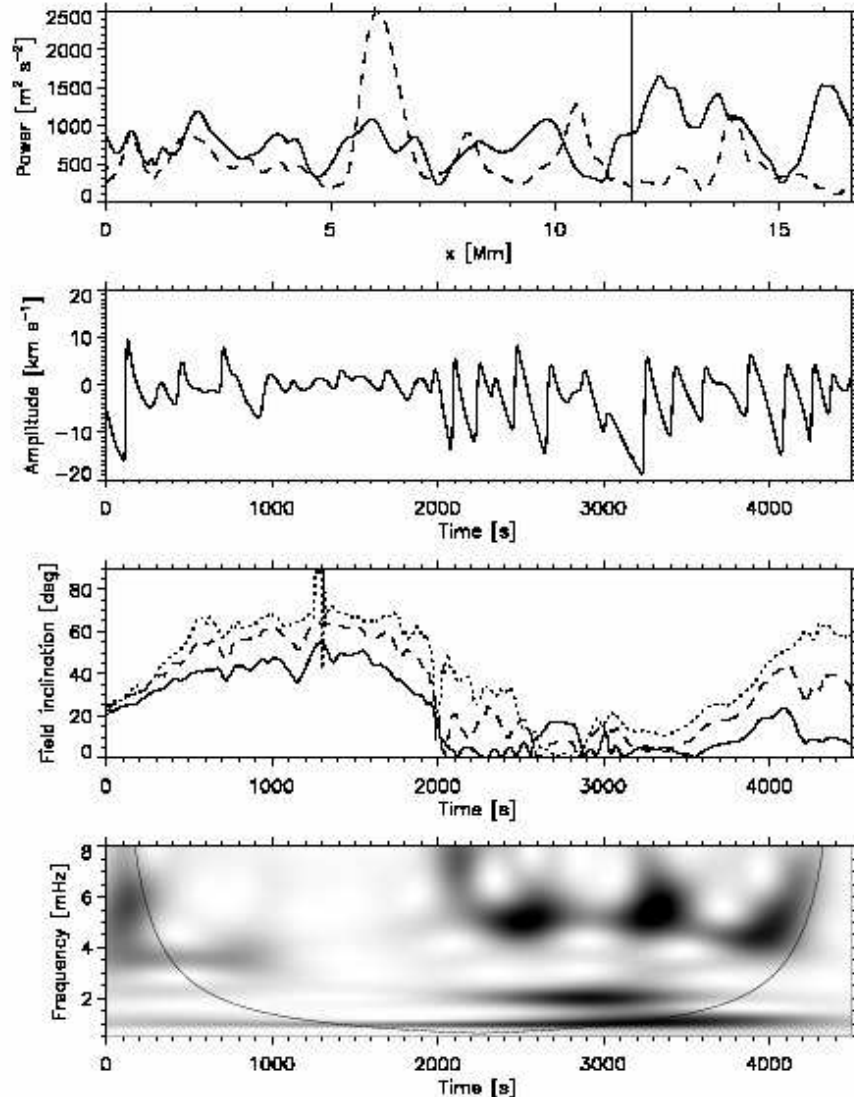 2500
2000
1500
1000
500
0
Power [m² s⁻²]
0 5 10 15
x [Mm]
20
10
0
−10
−20
Amplitude [km s⁻¹]
0 1000 2000 3000 4000
Time [s]
80
60
40
20
0
Field inclination [deg]
0 1000 2000 3000 4000
Time [s]
8
6
4
2
Frequency [mHz]
0 1000 2000 3000 4000
Time [s]